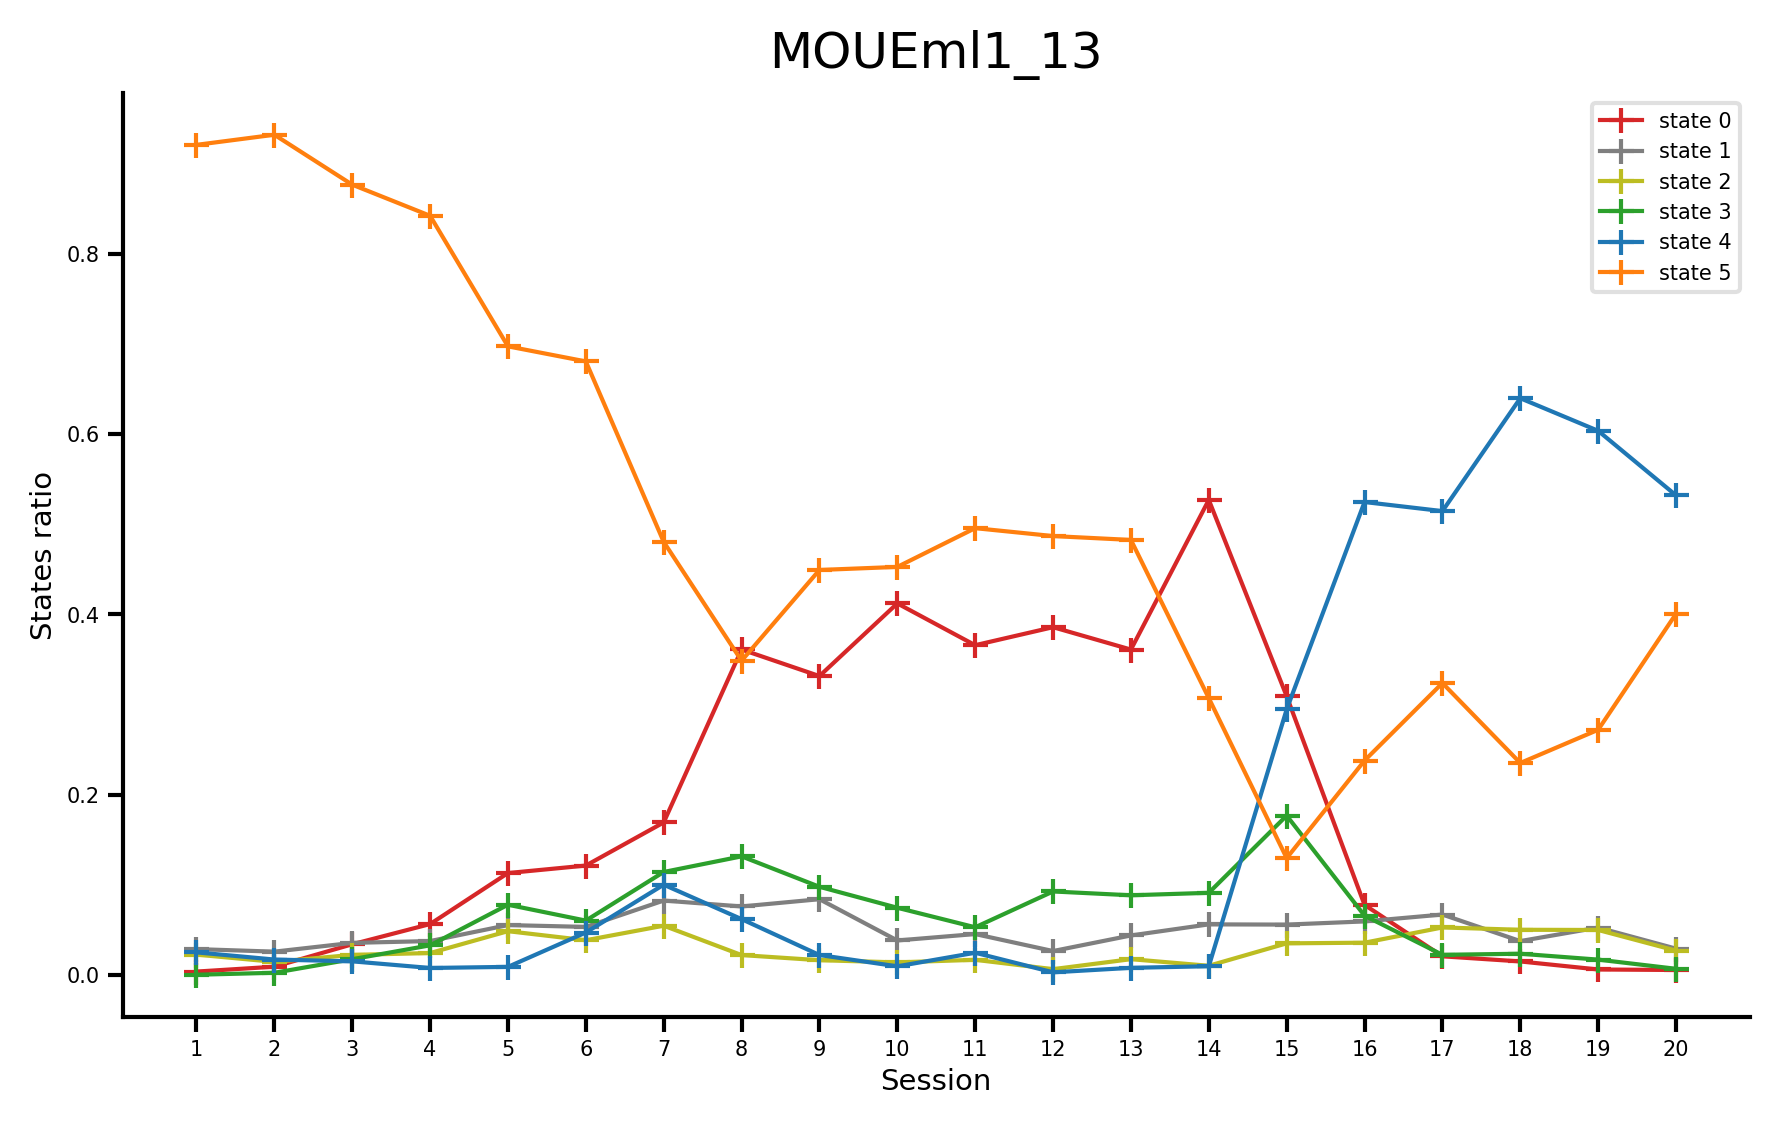 MOUEml1_13
state 0
state 1
state 2
state 3
state 4
state 5
0.8
0.6
0.4
0.2
0.0
States ratio
1 2 3 4 5 6 7 8 9 10 11 12 13 14 15 16 17 18 19 20
Session